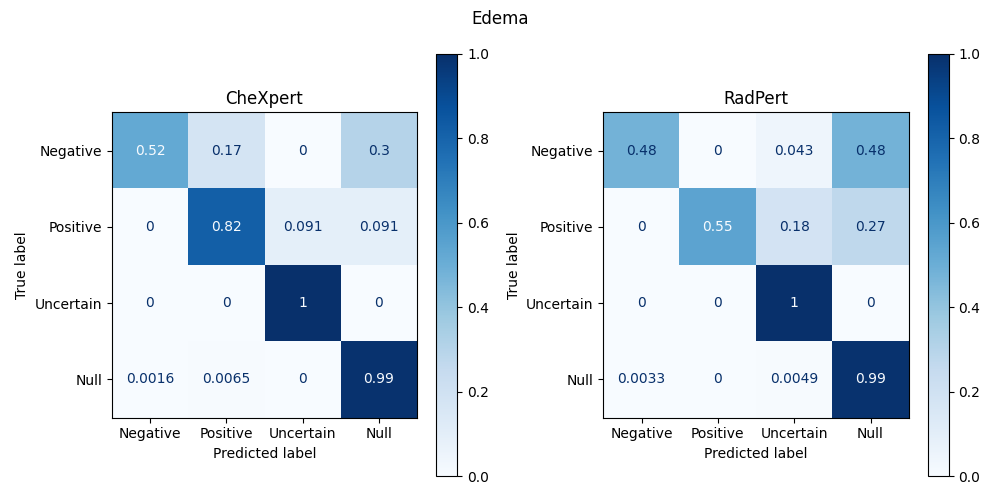 Edema
CheXpert
1.0
0.8
0.6
0.4
0.2
0.0
True label
Negative 0.52 0.17 0 0.3
Positive 0 0.82 0.091 0.091
Uncertain 0 0 1 0
Null 0.0016 0.0065 0 0.99
Negative Positive Uncertain Null
Predicted label
RadPert
1.0
0.8
0.6
0.4
0.2
0.0
True label
Negative 0.48 0 0.043 0.48
Positive 0 0.55 0.18 0.27
Uncertain 0 0 1 0
Null 0.0033 0 0.0049 0.99
Negative Positive Uncertain Null
Predicted label